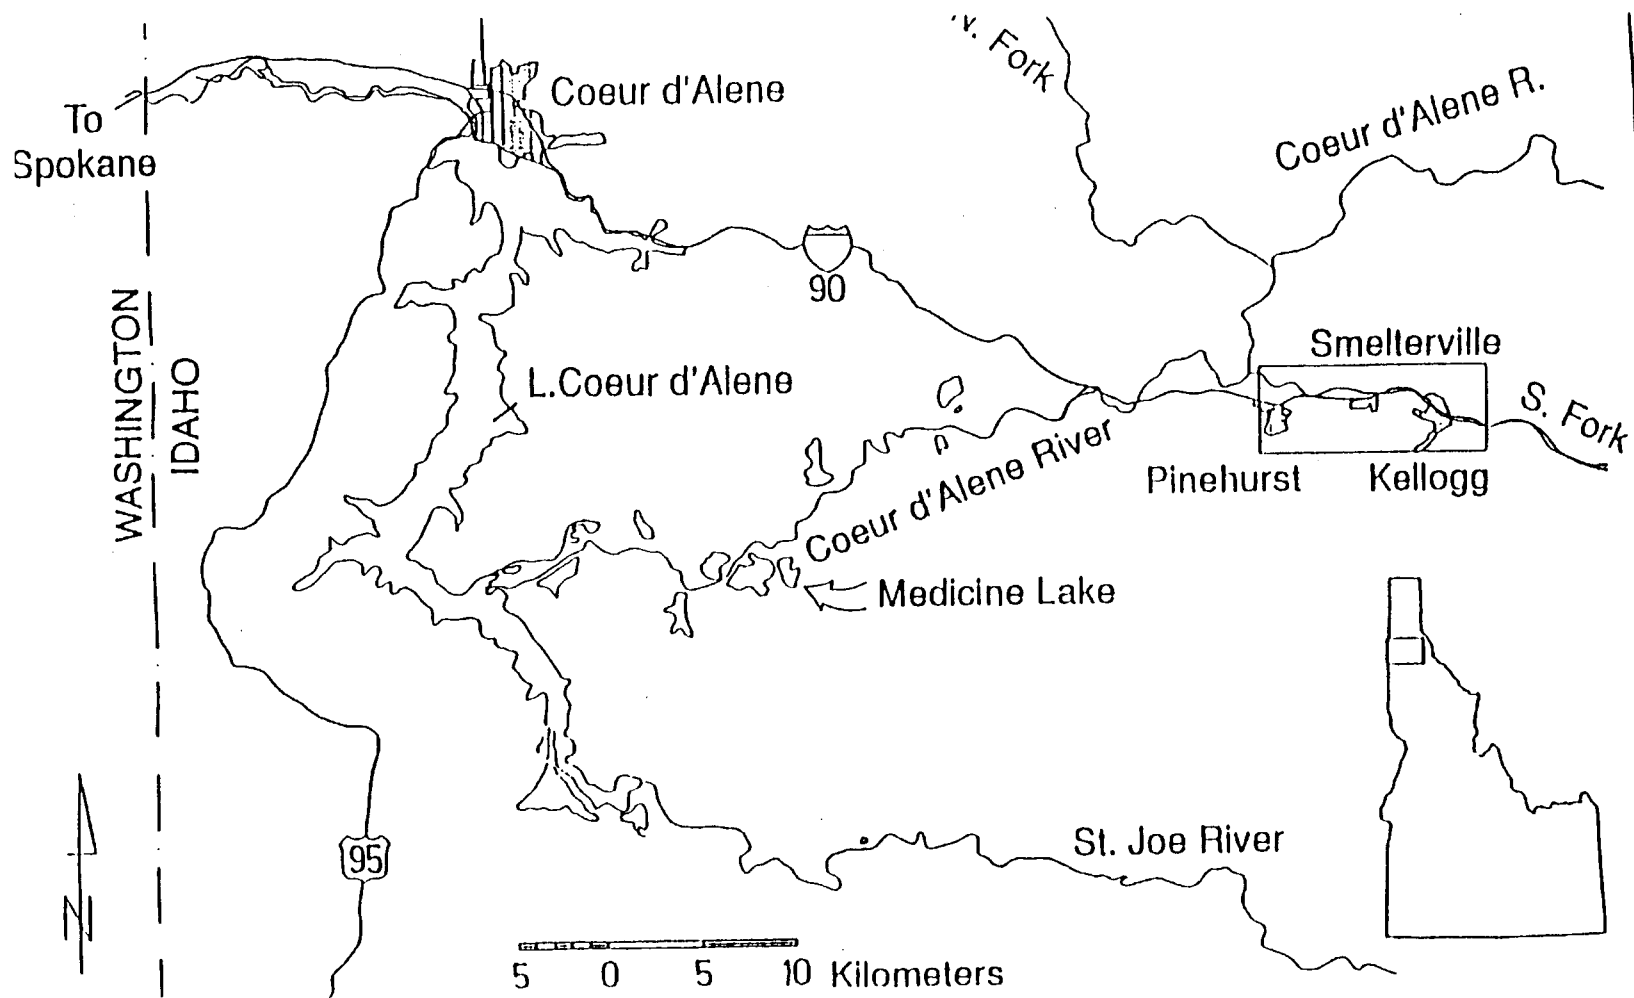 N. Fork
Coeur d'Alene
Coeur d'Alene R.
To
Spokane
90
WASHINGTON
IDAHO
Smelterville
L.Coeur d'Alene
S. Fork
Coeur d'Alene River
Pinehurst
Kellogg
Medicine Lake
St. Joe River
95
N
5 0 5 10 Kilometers